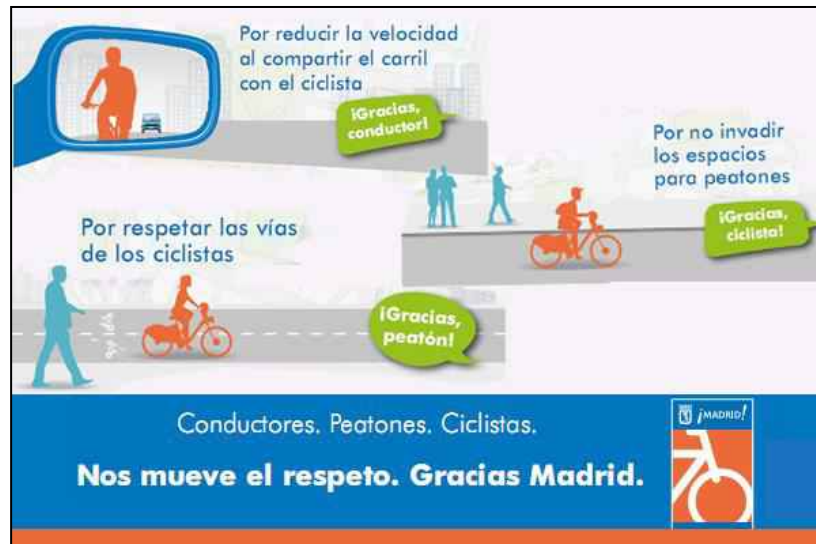 Por reducir la velocidad
al compartir el carril
con el ciclista
¡Gracias,
conductor!
Por no invadir
los espacios
para peatones
¡Gracias,
ciclista!
Por respetar las vías
de los ciclistas
¡Gracias,
peatón!
Conductores. Peatones. Ciclistas.
Nos mueve el respeto. Gracias Madrid.
¡MADRID!